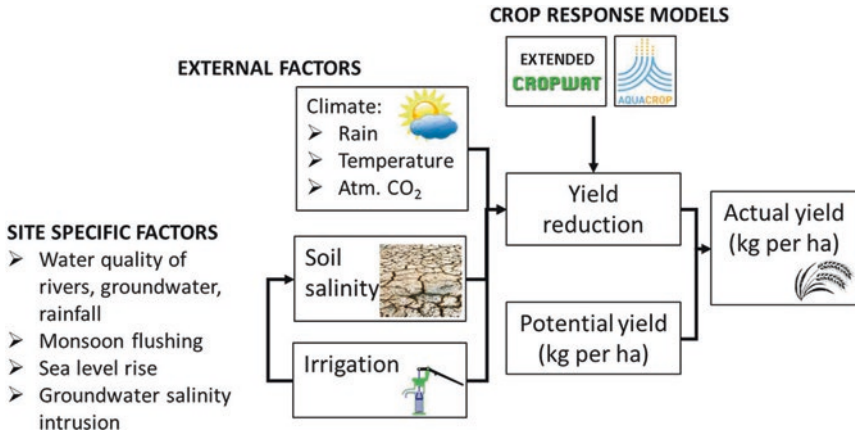 CROP RESPONSE MODELS
EXTENDED
CROPWAT
AQUACROP
EXTERNAL FACTORS
Climate:
➢ Rain
➢ Temperature
➢ Atm. CO₂
Yield
reduction
Actual yield
(kg per ha)
SITE SPECIFIC FACTORS
➢ Water quality of
rivers, groundwater,
rainfall
➢ Monsoon flushing
➢ Sea level rise
➢ Groundwater salinity
intrusion
Soil
salinity
Irrigation
Potential yield
(kg per ha)